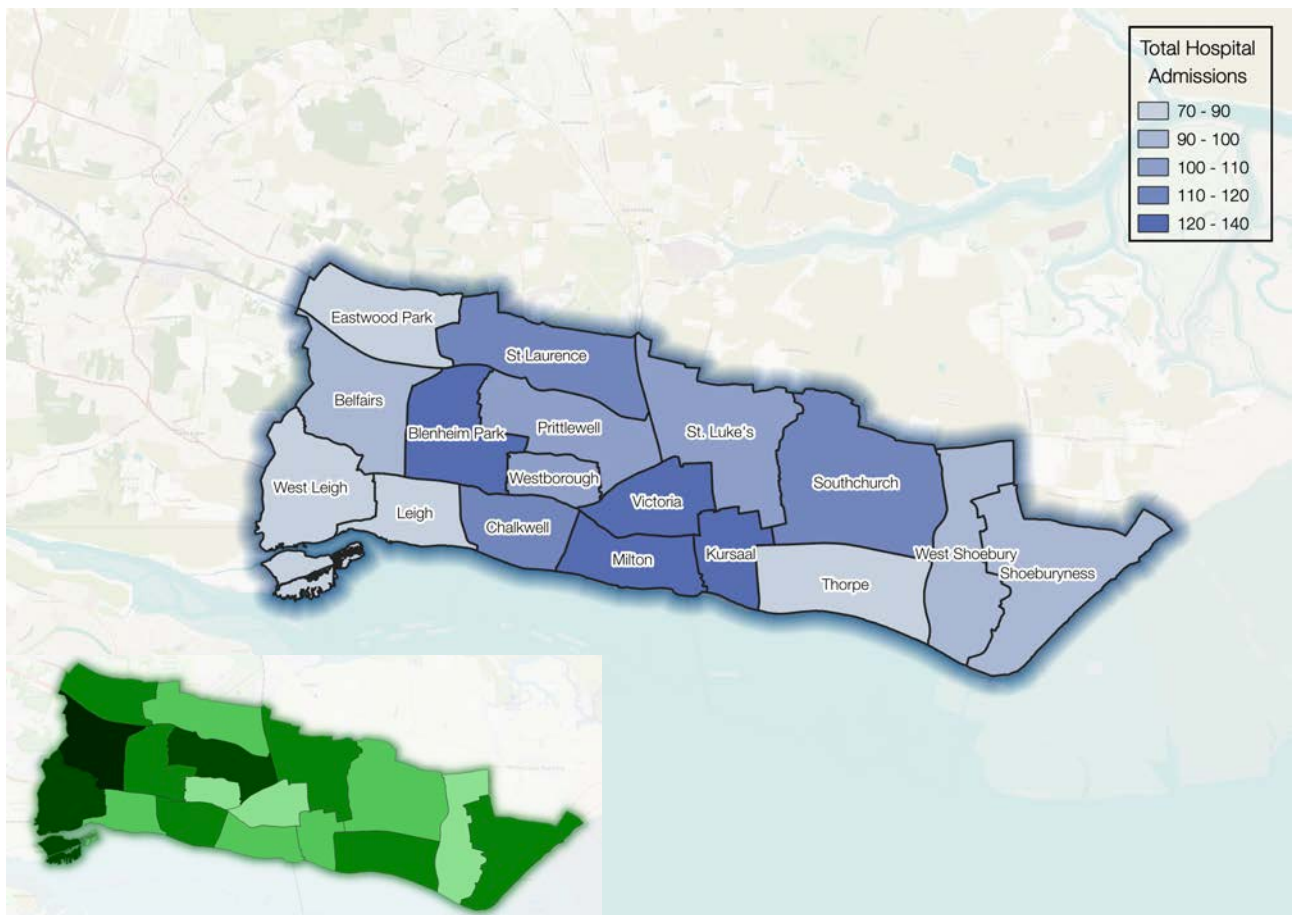 Total Hospital
Admissions
70 - 90
90 - 100
100 - 110
110 - 120
120 - 140
Eastwood Park
St Laurence
Belfairs
Blenheim Park
Prittlewell
St. Luke's
West Leigh
Westborough
Southchurch
Leigh
Victoria
Chalkwell
Milton
Kursaal
West Shoebury
Thorpe
Shoeburyness